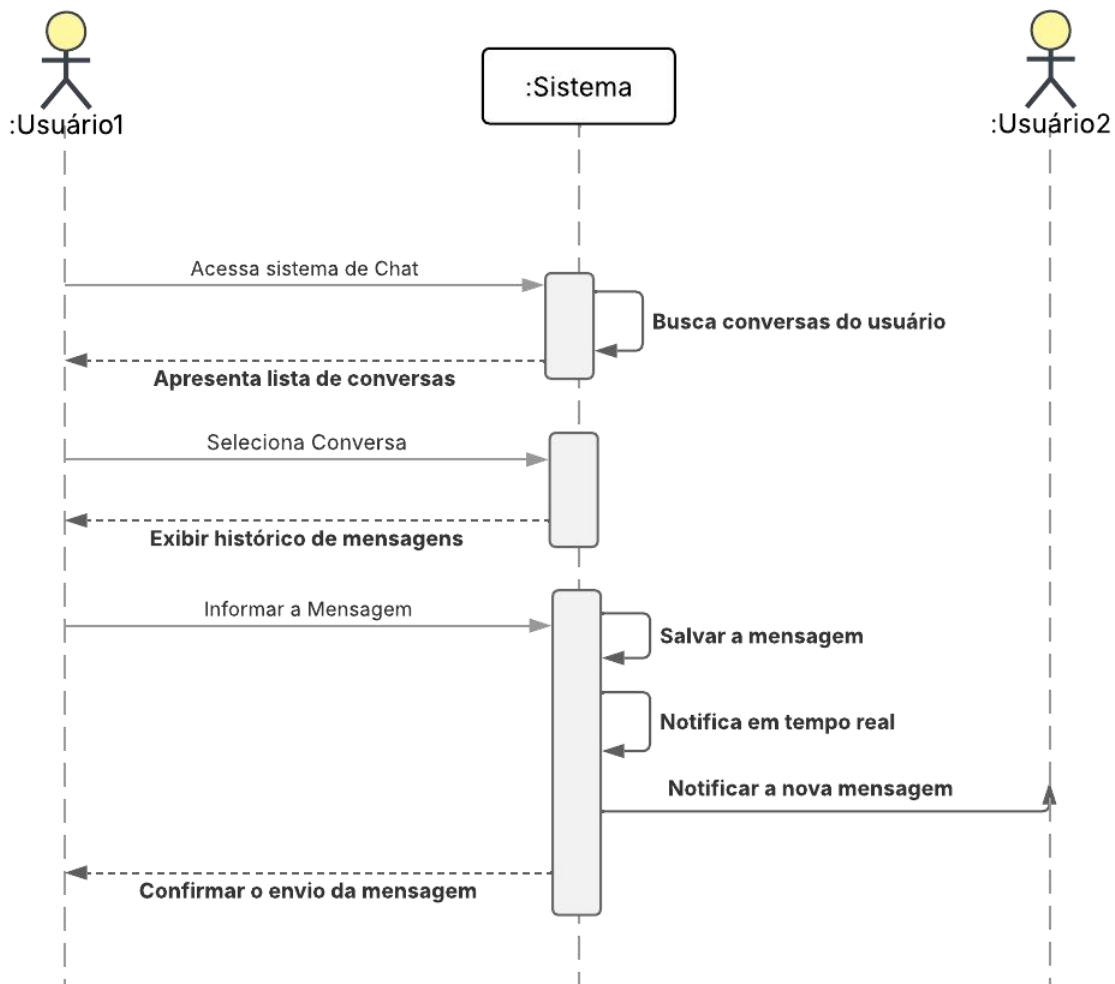 :Usuário1
:Sistema
:Usuário2
Acessa sistema de Chat
Busca conversas do usuário
Apresenta lista de conversas
Seleciona Conversa
Exibir histórico de mensagens
Informar a Mensagem
Salvar a mensagem
Notifica em tempo real
Notificar a nova mensagem
Confirmar o envio da mensagem